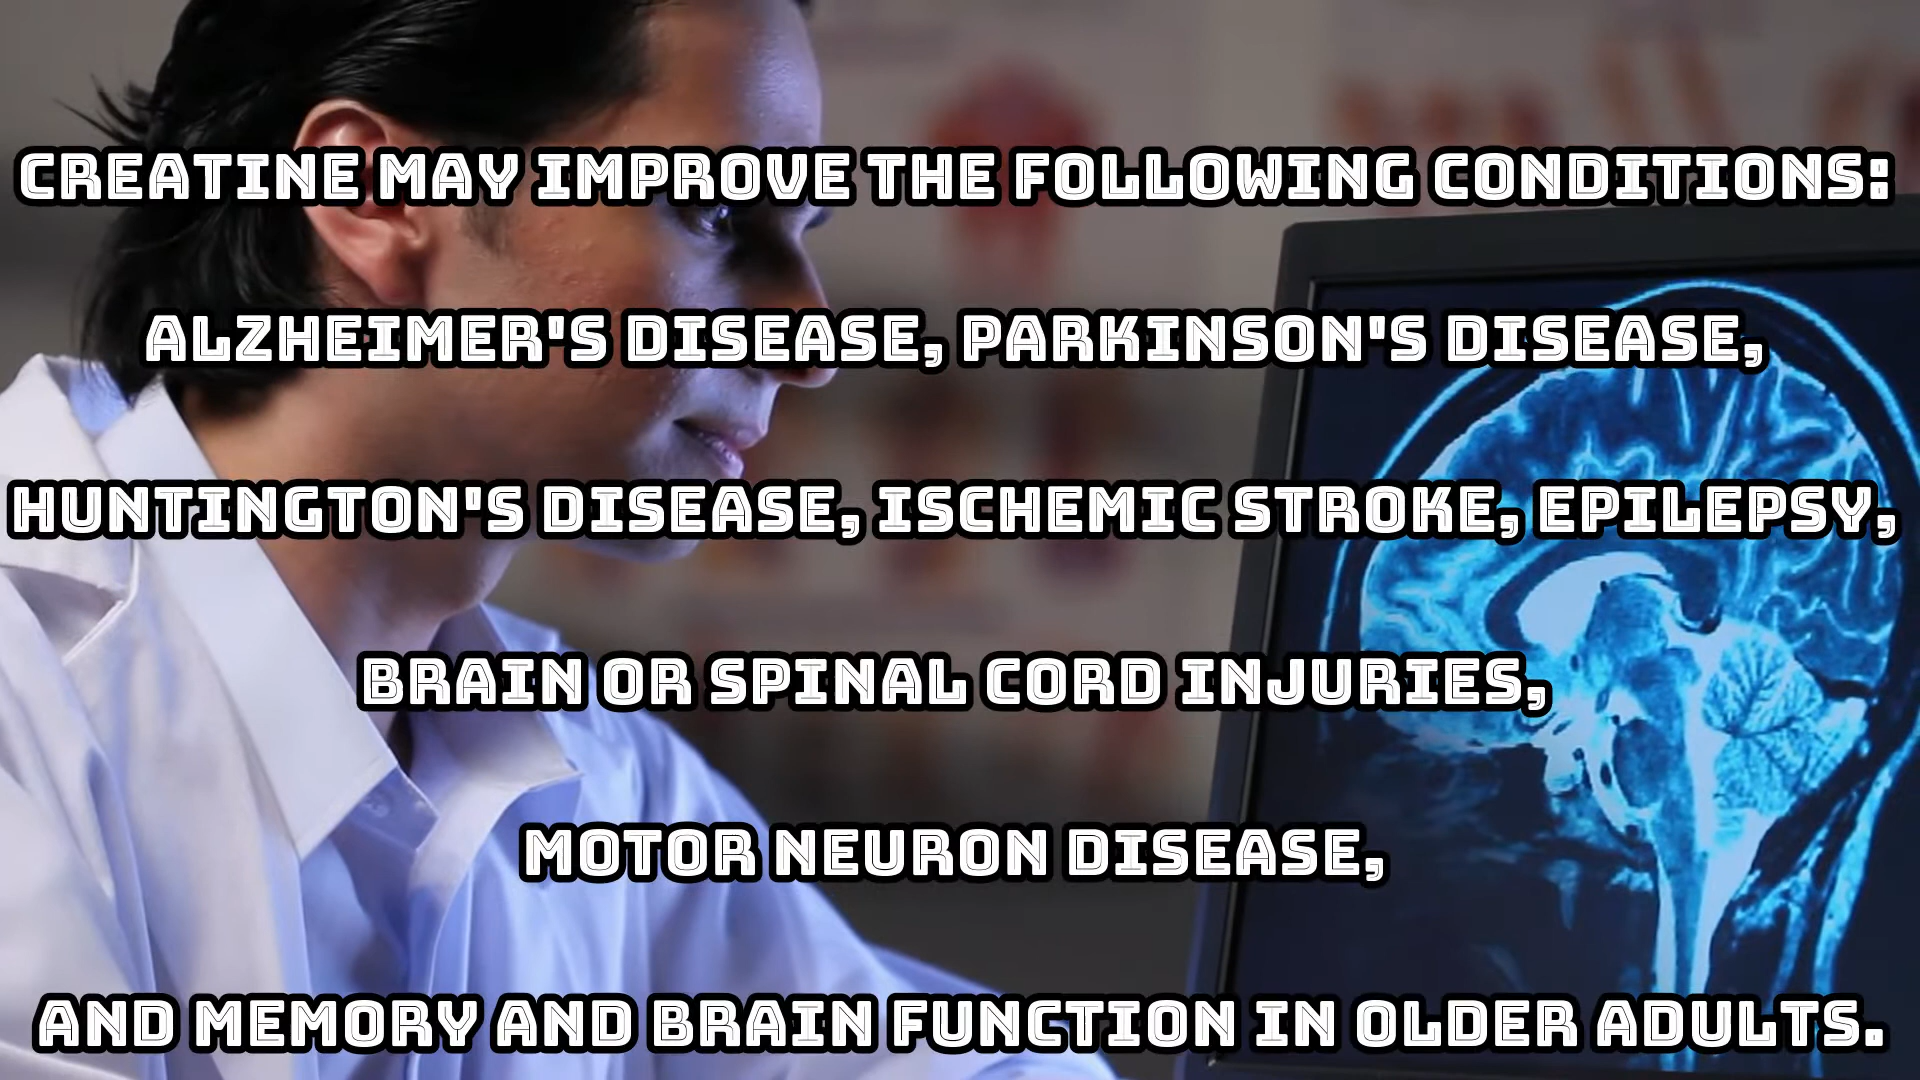 CREATINE MAY IMPROVE THE FOLLOWING CONDITIONS:
ALZHEIMER'S DISEASE, PARKINSON'S DISEASE,
HUNTINGTON'S DISEASE, ISCHEMIC STROKE, EPILEPSY,
BRAIN OR SPINAL CORD INJURIES,
MOTOR NEURON DISEASE,
AND MEMORY AND BRAIN FUNCTION IN OLDER ADULTS.